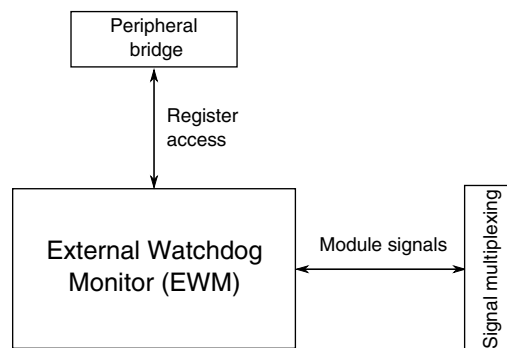 Peripheral
bridge
Register
access
External Watchdog
Monitor (EWM)
Module signals
Signal multiplexing